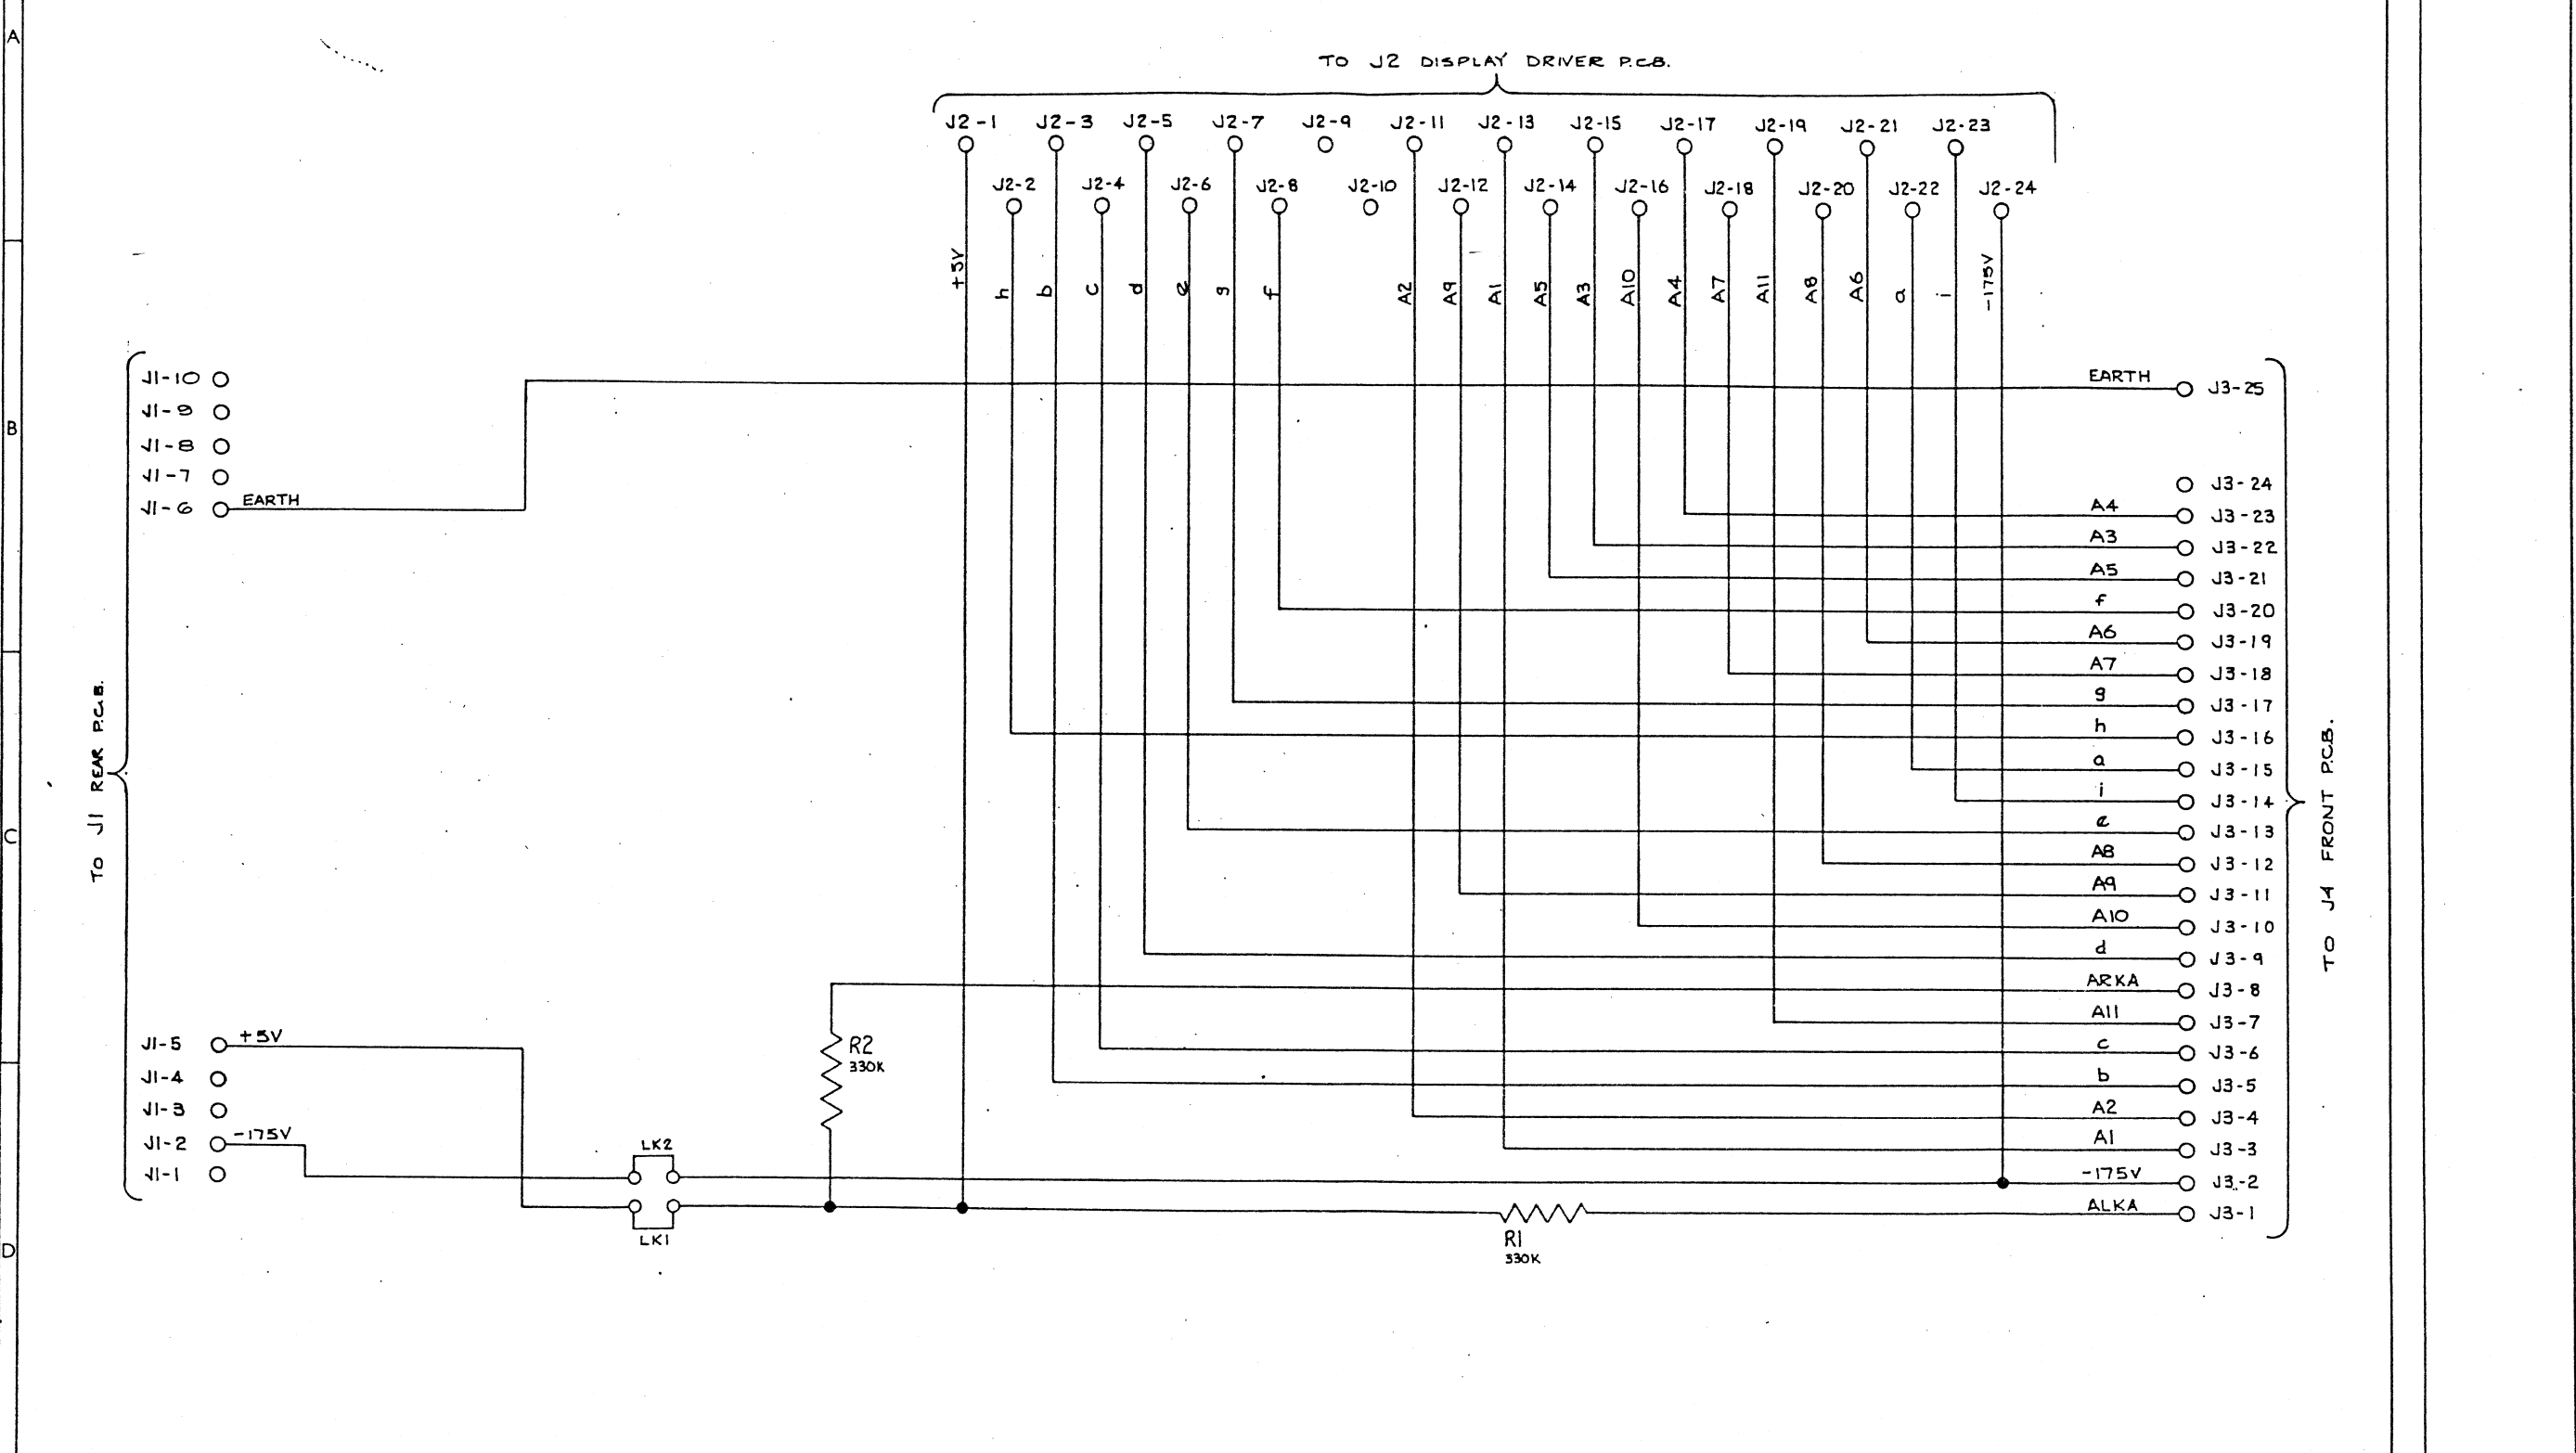 A
B
C
D
TO J2 DISPLAY DRIVER P.C.B.
J2-1 J2-3 J2-5 J2-7 J2-9 J2-11 J2-13 J2-15 J2-17 J2-19 J2-21 J2-23
J2-2 J2-4 J2-6 J2-8 J2-10 J2-12 J2-14 J2-16 J2-18 J2-20 J2-22 J2-24
+5V h b c d e g f A2 A9 A1 A5 A3 A10 A4 A7 A11 A8 A6 a i -175V
TO J1 REAR P.C.B.
J1-10
J1-9
J1-8
J1-7
J1-6 EARTH
J1-5 +5V
J1-4
J1-3
J1-2 -175V
J1-1
LK2
LK1
R2
330K
R1
330K
EARTH J3-25
J3-24
A4 J3-23
A3 J3-22
A5 J3-21
f J3-20
A6 J3-19
A7 J3-18
g J3-17
h J3-16
a J3-15
i J3-14
e J3-13
A8 J3-12
A9 J3-11
A10 J3-10
d J3-9
ARKA J3-8
A11 J3-7
c J3-6
b J3-5
A2 J3-4
A1 J3-3
-175V J3-2
ALKA J3-1
TO J4 FRONT P.C.B.